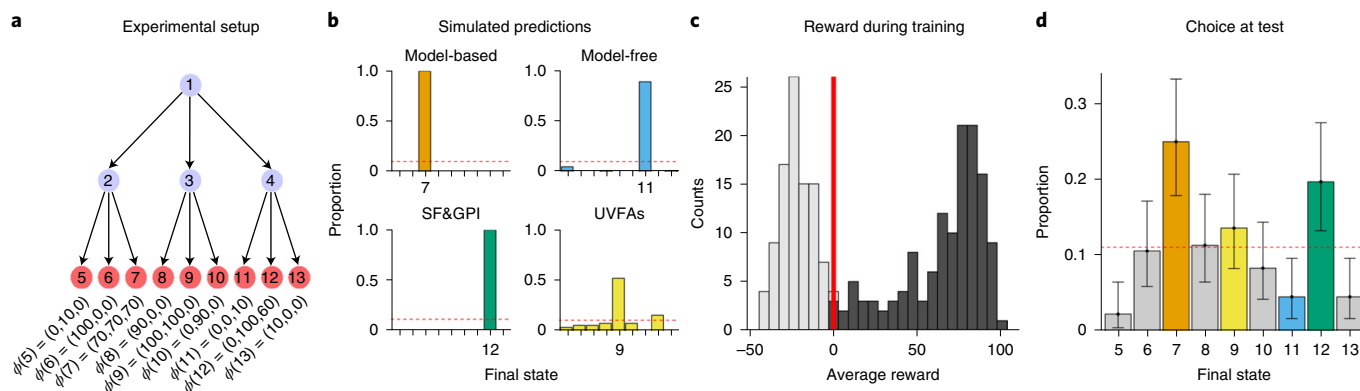 a
Experimental setup
1
2
3
4
5
6
7
8
9
10
11
12
13
ϕ(5) = (0,10,0)
ϕ(6) = (100,0,0)
ϕ(7) = (70,70,70)
ϕ(8) = (90,0,0)
ϕ(9) = (100,100,0)
ϕ(10) = (0,90,0)
ϕ(11) = (0,0,10)
ϕ(12) = (0,100,60)
ϕ(13) = (10,0,0)
b
Simulated predictions
Model-based
Model-free
1.0
0.5
0
7
1.0
0.5
0
11
Proportion
SF&GPI
UVFAs
1.0
0.5
0
12
1.0
0.5
0
9
Final state
c
Reward during training
Counts
25
20
15
10
5
0
−50
0
50
100
Average reward
d
Choice at test
Proportion
0.3
0.2
0.1
0
5
6
7
8
9
10
11
12
13
Final state